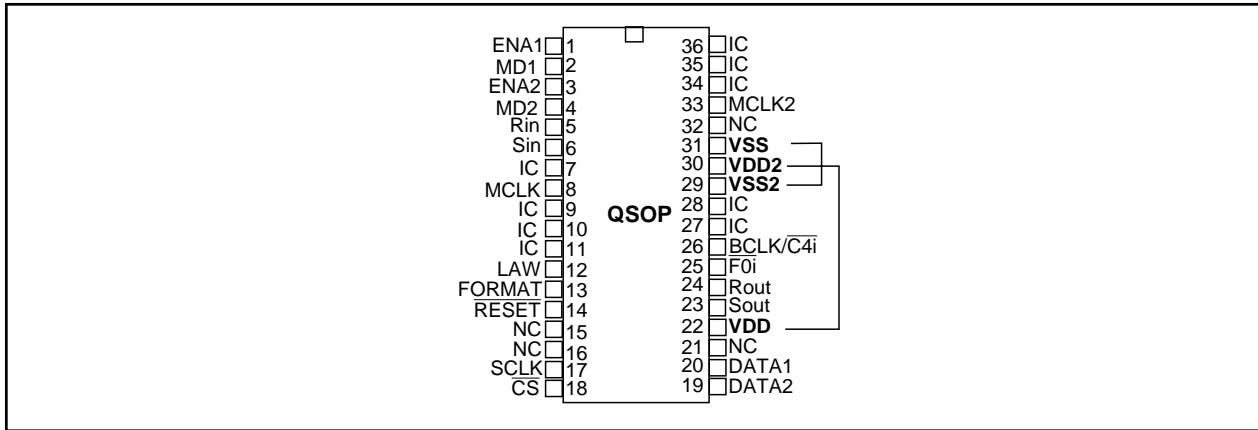 ENA1 1
MD1 2
ENA2 3
MD2 4
Rin 5
Sin 6
IC 7
MCLK 8
IC 9
IC 10
IC 11
LAW 12
FORMAT 13
RESET 14
NC 15
NC 16
SCLK 17
CS 18
QSOP
36 IC
35 IC
34 IC
33 MCLK2
32 NC
31 VSS
30 VDD2
29 VSS2
28 IC
27 IC
26 BCLK/C4i
25 F0i
24 Rout
23 Sout
22 VDD
21 NC
20 DATA1
19 DATA2